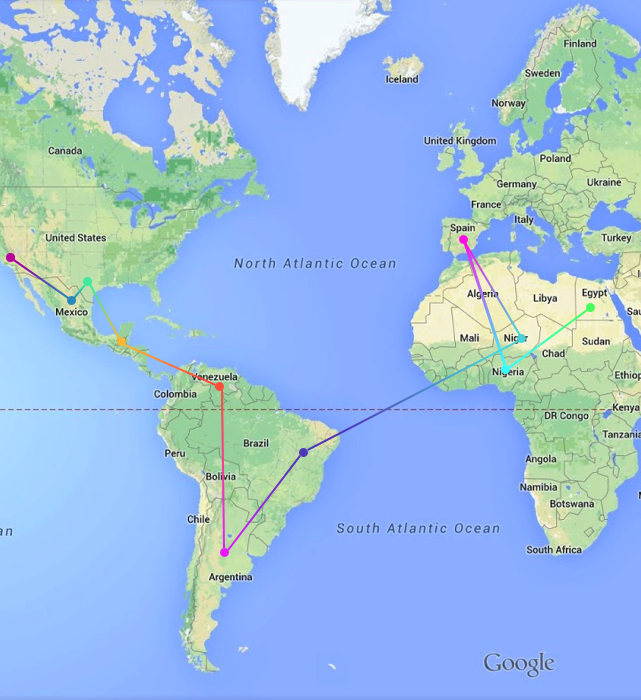 Finland
Sweden
Iceland
Norway
United Kingdom
Canada
Poland
Germany
Ukraine
France
Italy
Spain
United States
Turkey
North Atlantic Ocean
Algeria
Libya
Egypt
Mexico
Mali
Niger
Sudan
Chad
Nigeria
Venezuela
Ethiop
Colombia
Kenya
DR Congo
Tanzania
Brazil
Peru
Angola
Bolivia
Namibia
Botswana
Chile
South Atlantic Ocean
an
South Africa
Argentina
Google